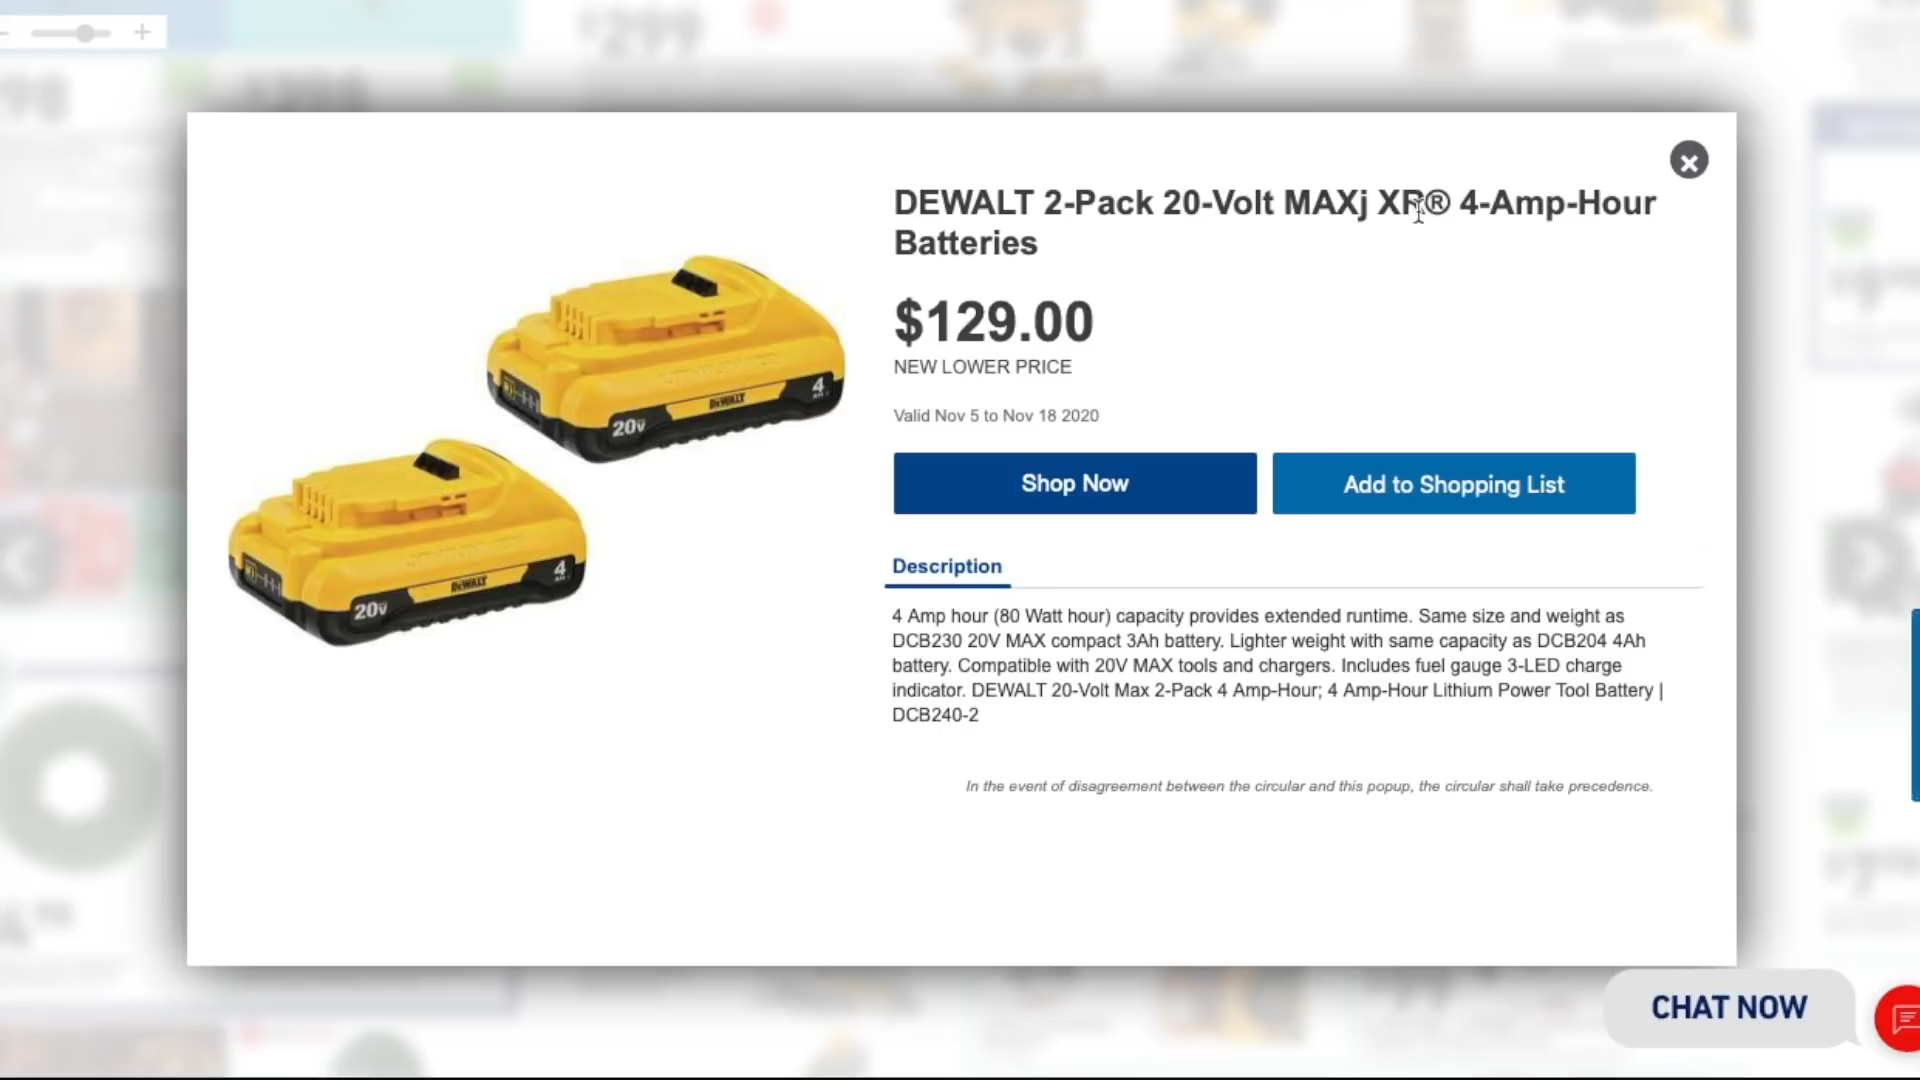 $299
DEWALT 2-Pack 20-Volt MAXj XR® 4-Amp-Hour
Batteries
$129.00
NEW LOWER PRICE
Valid Nov 5 to Nov 18 2020
Shop Now
Add to Shopping List
Description
4 Amp hour (80 Watt hour) capacity provides extended runtime. Same size and weight as
DCB230 20V MAX compact 3Ah battery. Lighter weight with same capacity as DCB204 4Ah
battery. Compatible with 20V MAX tools and chargers. Includes fuel gauge 3-LED charge
indicator. DEWALT 20-Volt Max 2-Pack 4 Amp-Hour; 4 Amp-Hour Lithium Power Tool Battery |
DCB240-2
In the event of disagreement between the circular and this popup, the circular shall take precedence.
20V
DEWALT
4
20V
DEWALT
4
CHAT NOW